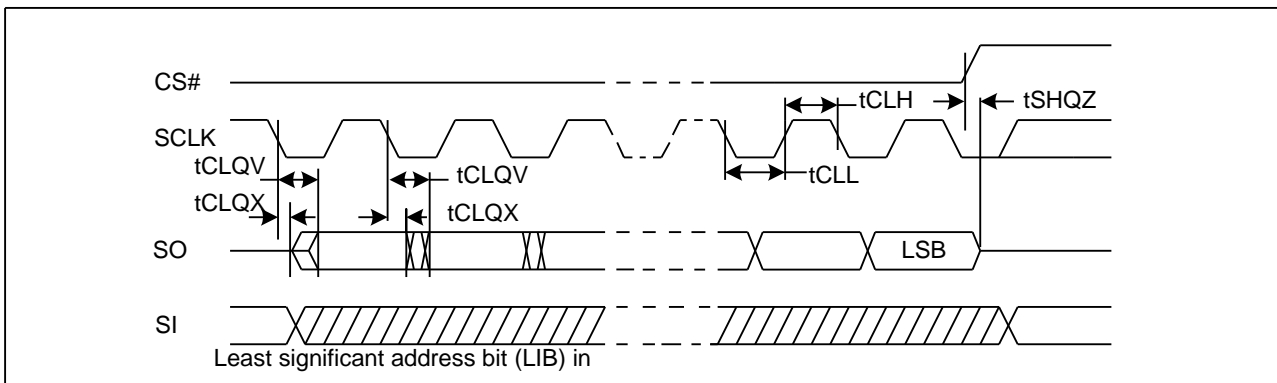 CS#
tCLH
tSHQZ
SCLK
tCLQV
tCLQV
tCLL
tCLQX
tCLQX
SO
LSB
SI
Least significant address bit (LIB) in